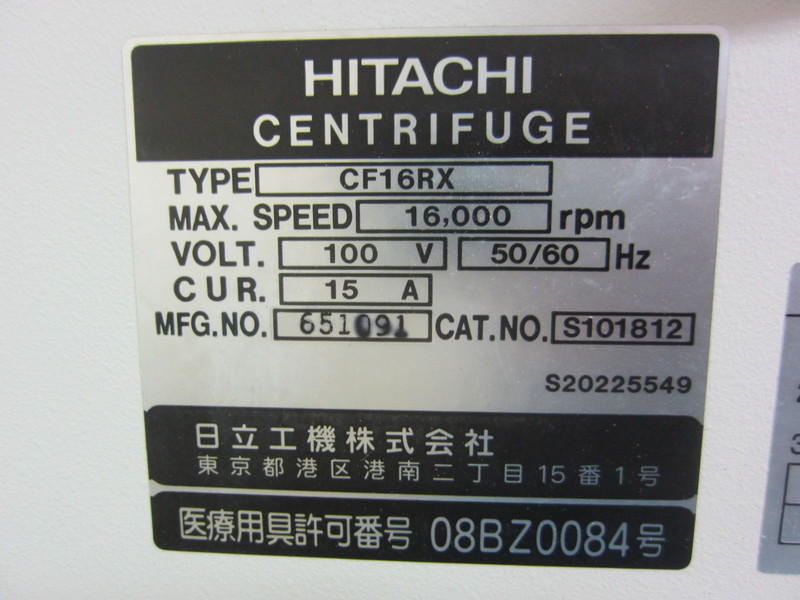 HITACHI
CENTRIFUGE
TYPE CF16RX
MAX. SPEED 16,000 rpm
VOLT. 100 V 50/60 Hz
CUR. 15 A
MFG.NO. 651091 CAT.NO. S101812
S20225549
日立工機株式会社
東京都港区港南二丁目15番1号
医療用具許可番号 08BZ0084号
3